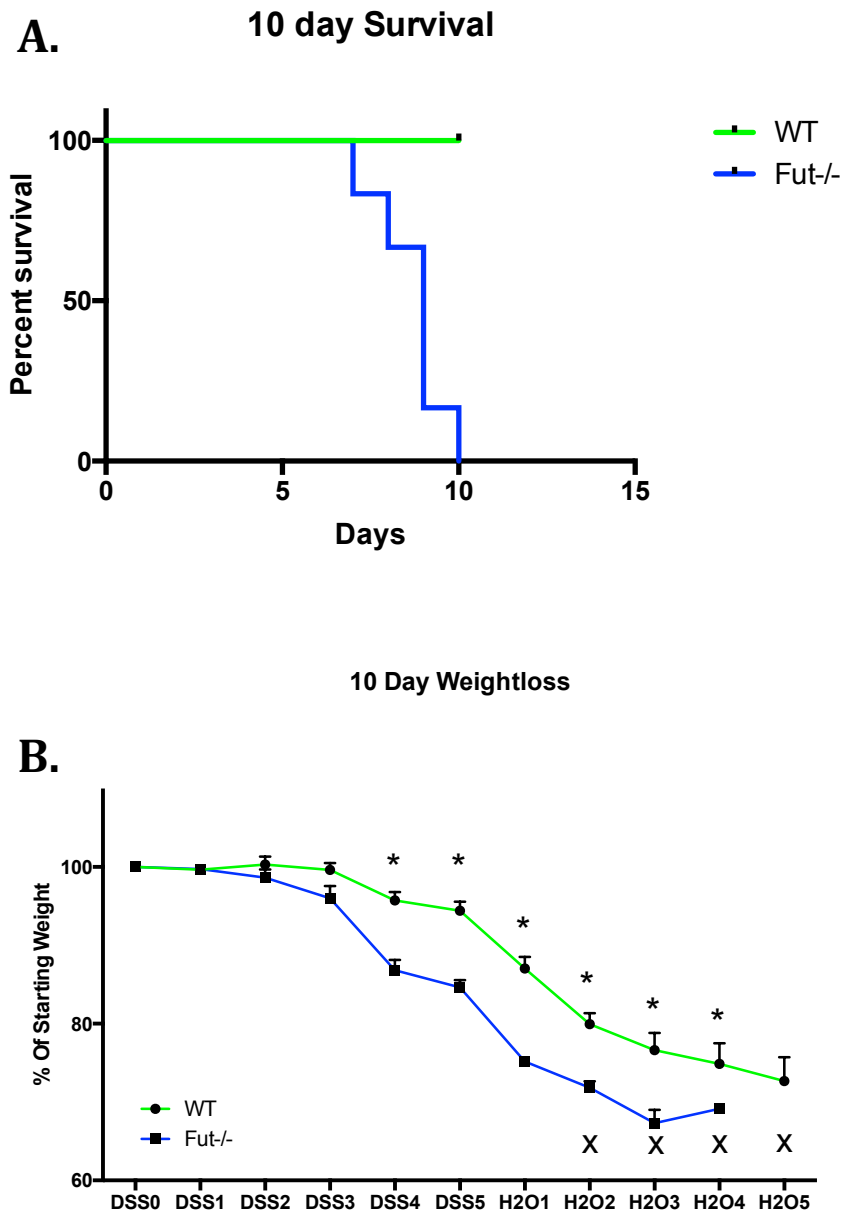 A.
10 day Survival
100
50
0
Percent survival
0 5 10 15
Days
WT
Fut-/-
10 Day Weightloss
B.
100
80
60
% Of Starting Weight
* * * * * *
WT
Fut-/-
X X X X
DSS0 DSS1 DSS2 DSS3 DSS4 DSS5 H2O1 H2O2 H2O3 H2O4 H2O5